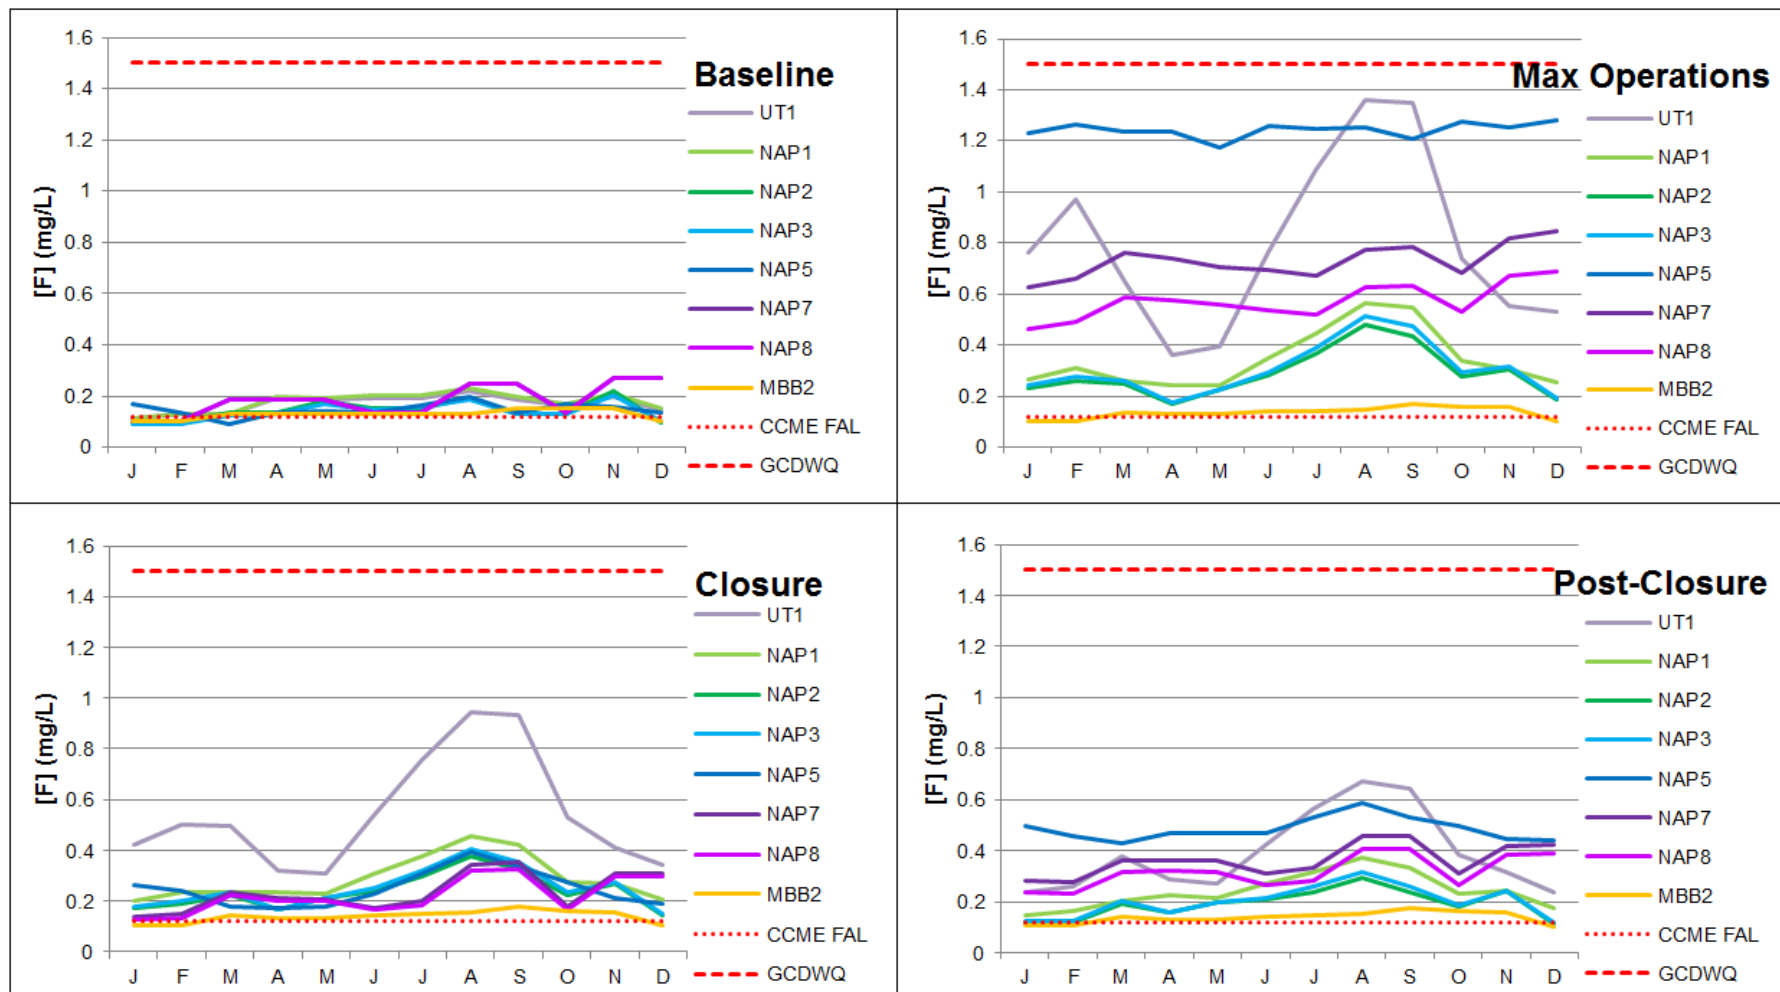 Baseline
[F] (mg/L)
1.6
1.4
1.2
1
0.8
0.6
0.4
0.2
0
J F M A M J J A S O N D
UT1
NAP1
NAP2
NAP3
NAP5
NAP7
NAP8
MBB2
CCME FAL
GCDWQ
Max Operations
[F] (mg/L)
1.6
1.4
1.2
1
0.8
0.6
0.4
0.2
0
J F M A M J J A S O N D
UT1
NAP1
NAP2
NAP3
NAP5
NAP7
NAP8
MBB2
CCME FAL
GCDWQ
Closure
[F] (mg/L)
1.6
1.4
1.2
1
0.8
0.6
0.4
0.2
0
J F M A M J J A S O N D
UT1
NAP1
NAP2
NAP3
NAP5
NAP7
NAP8
MBB2
CCME FAL
GCDWQ
Post-Closure
[F] (mg/L)
1.6
1.4
1.2
1
0.8
0.6
0.4
0.2
0
J F M A M J J A S O N D
UT1
NAP1
NAP2
NAP3
NAP5
NAP7
NAP8
MBB2
CCME FAL
GCDWQ